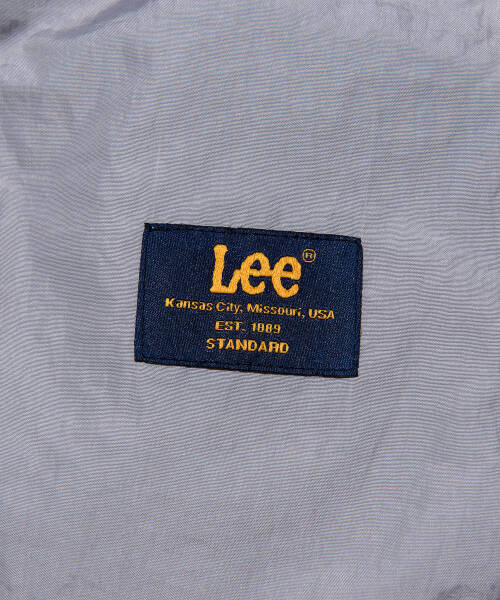 Lee®
Kansas City, Missouri, USA
EST. 1889
STANDARD